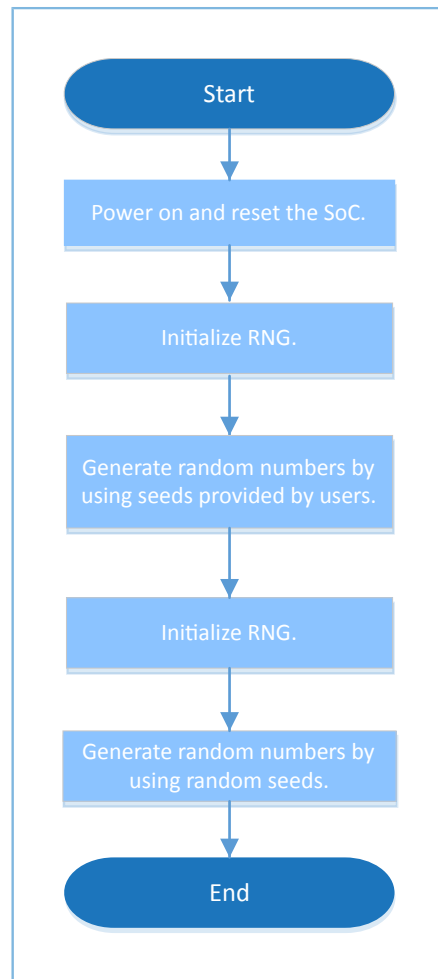 Start
Power on and reset the SoC.
Initialize RNG.
Generate random numbers by
using seeds provided by users.
Initialize RNG.
Generate random numbers by
using random seeds.
End